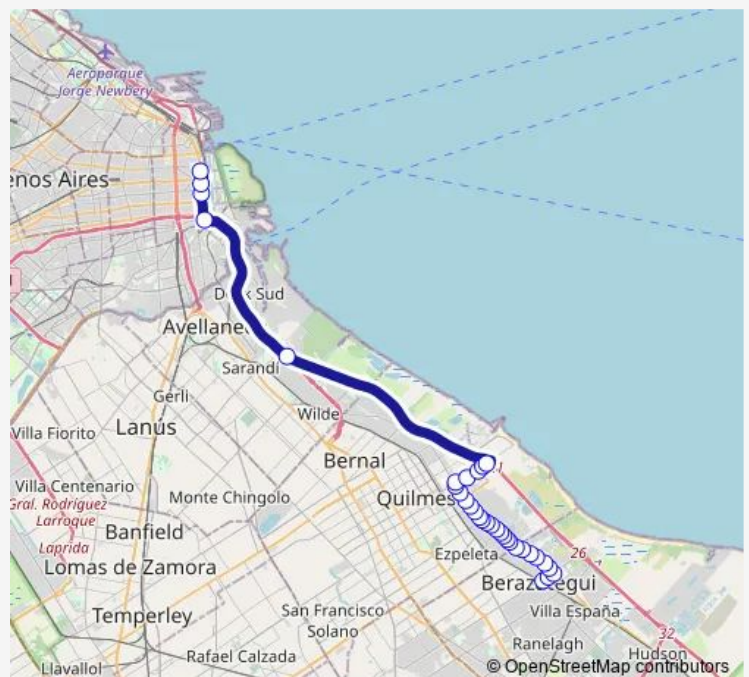 Aeroparque
Jorge Newbery
enos Aires
Sud
Avellane
Sarandí
Gerli
Wilde
Villa Fiorito
Lanús
Bernal
Villa Centenario
Monte Chingolo
Quilmes
Gral. Rodríguez
Larroque
Banfield
Laprida
Ezpeleta
26
Lomas de Zamora
Villa España
Temperley
San Francisco
Solano
32
Ranelagh
Hudson
Rafael Calzada
Llavallol
© OpenStreetMap contributors